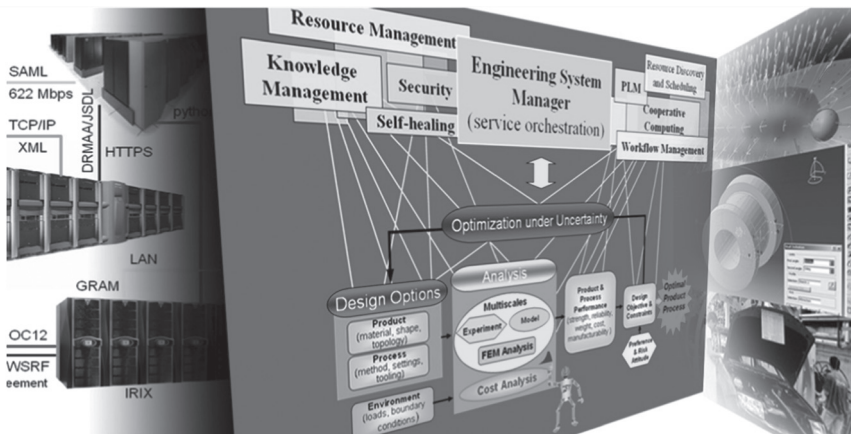 SAML
622 Mbps
TCP/IP
XML
DRMAA/JSDL
HTTPS
python
LAN
GRAM
OC12
WSRF
eement
IRIX
Resource Management
Knowledge
Management
Security
Self-healing
Engineering System
Manager
(service orchestration)
PLM
Resource Discovery
and Scheduling
Cooperative
Computing
Workflow Management
Optimization under Uncertainty
Design Options
Product
(material, shape,
topology)
Process
(method, settings,
tooling)
Environment
(loads, boundary
conditions)
Analysis
Multiscales
Experiment
Model
FEM Analysis
Cost Analysis
Product &
Process
Performance
(strength, reliability,
weight, cost,
manufacturability)
Design
Objective &
Constraints
Preference
& Risk
Attitude
Optimal
Product
Process